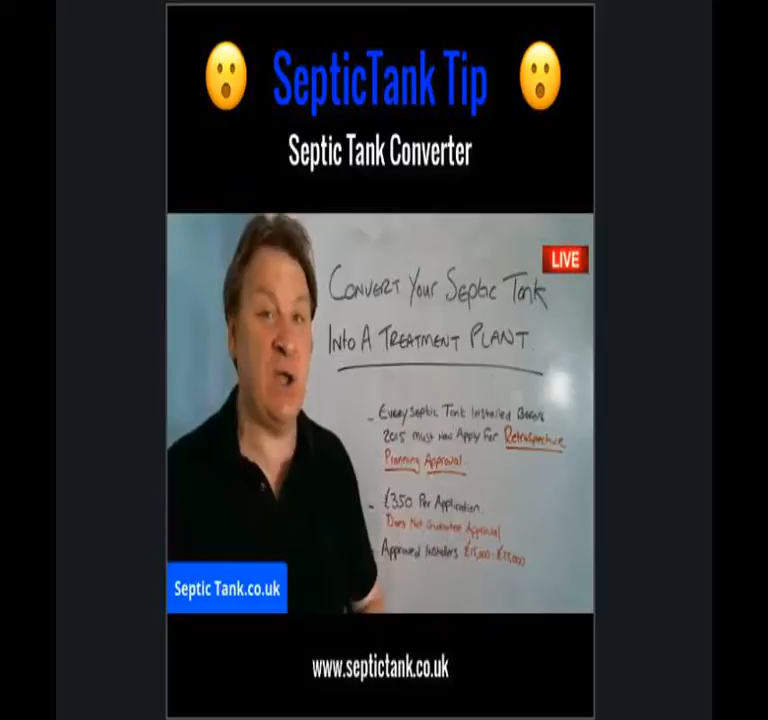 SepticTank Tip
Septic Tank Converter
LIVE
CONVERT YOUR SEPTIC TANK
INTO A TREATMENT PLANT
- EVERY SEPTIC TANK INSTALLED BEFORE
2015 MUST NOW APPLY FOR RETROSPECTIVE
PLANNING APPROVAL.
- £350 PER APPLICATION
DOES NOT GUARANTEE APPROVAL
- APPROVED INSTALLERS £15,000 -
Septic Tank.co.uk
www.septictank.co.uk